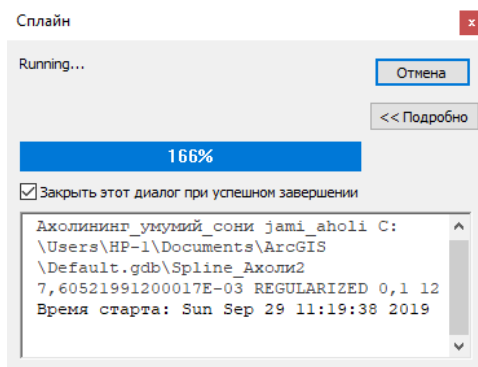 Сплайн
x
Running...
Отмена
<< Подробно
166%
Закрыть этот диалог при успешном завершении
Ахолининг_умумий_сони jami_aholi C:
\Users\HP-1\Documents\ArcGIS
\Default.gdb\Spline_Ахоли2
7,60521991200017E-03 REGULARIZED 0,1 12
Время старта: Sun Sep 29 11:19:38 2019